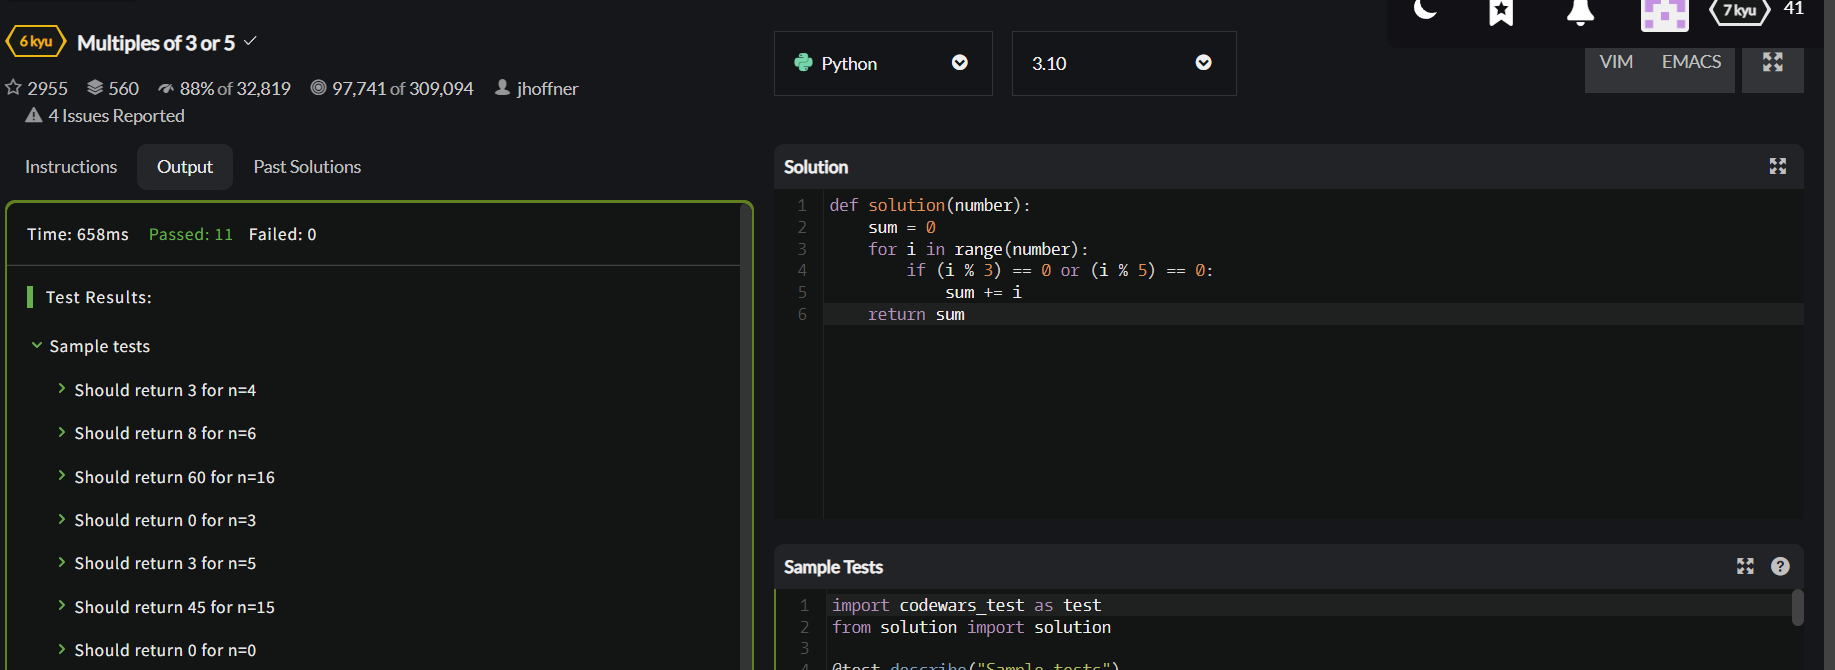 6 kyu Multiples of 3 or 5
2955 560 88% of 32,819 97,741 of 309,094 jhoffner
4 Issues Reported
Instructions Output Past Solutions
Time: 658ms Passed: 11 Failed: 0
Test Results:
Sample tests
Should return 3 for n=4
Should return 8 for n=6
Should return 60 for n=16
Should return 0 for n=3
Should return 3 for n=5
Should return 45 for n=15
Should return 0 for n=0
7 kyu 41
Python 3.10 VIM EMACS
Solution
1 def solution(number):
2 sum = 0
3 for i in range(number):
4 if (i % 3) == 0 or (i % 5) == 0:
5 sum += i
6 return sum
Sample Tests ?
1 import codewars_test as test
2 from solution import solution
3
4 @test.describe("Sample tests")